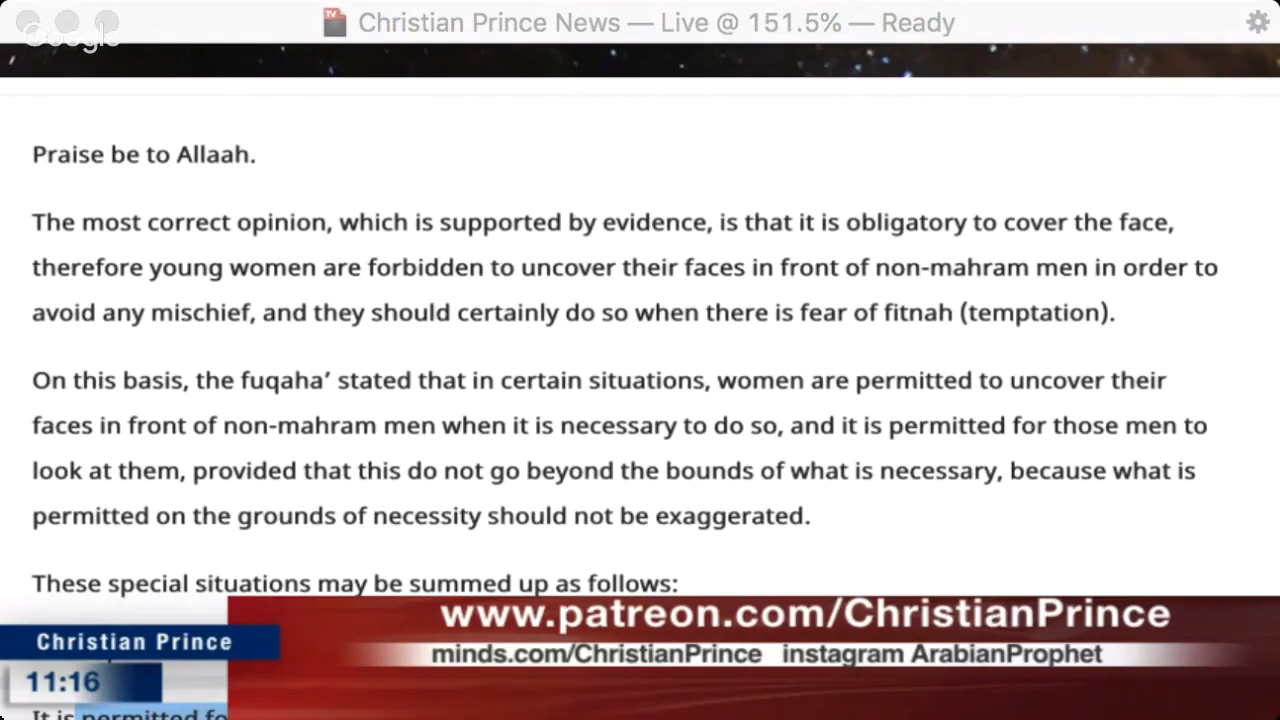 Christian Prince News — Live @ 151.5% — Ready
Google
Praise be to Allaah.
The most correct opinion, which is supported by evidence, is that it is obligatory to cover the face,
therefore young women are forbidden to uncover their faces in front of non-mahram men in order to
avoid any mischief, and they should certainly do so when there is fear of fitnah (temptation).
On this basis, the fuqaha’ stated that in certain situations, women are permitted to uncover their
faces in front of non-mahram men when it is necessary to do so, and it is permitted for those men to
look at them, provided that this do not go beyond the bounds of what is necessary, because what is
permitted on the grounds of necessity should not be exaggerated.
These special situations may be summed up as follows:
www.patreon.com/ChristianPrince
Christian Prince
minds.com/ChristianPrince instagram ArabianProphet
11:16
It is permitted fo